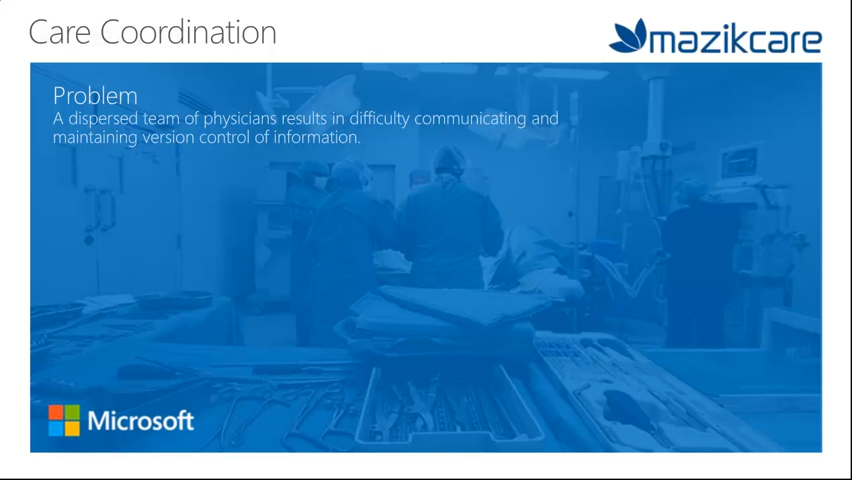 Care Coordination
mazikcare
Problem
A dispersed team of physicians results in difficulty communicating and
maintaining version control of information.
Microsoft